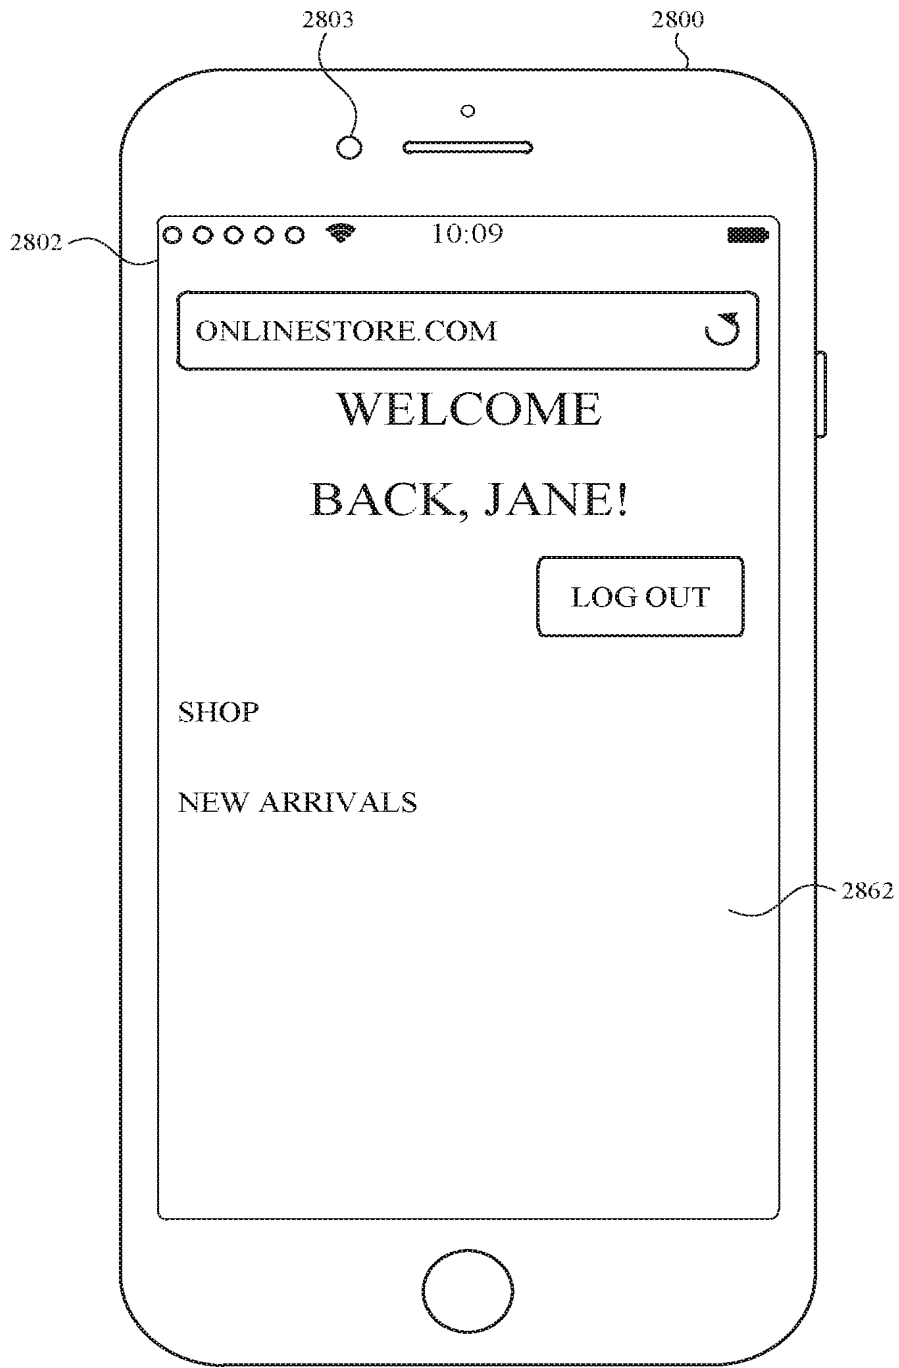 2803
2800
2802
10:09
ONLINESTORE.COM
WELCOME
BACK, JANE!
LOG OUT
SHOP
NEW ARRIVALS
2862